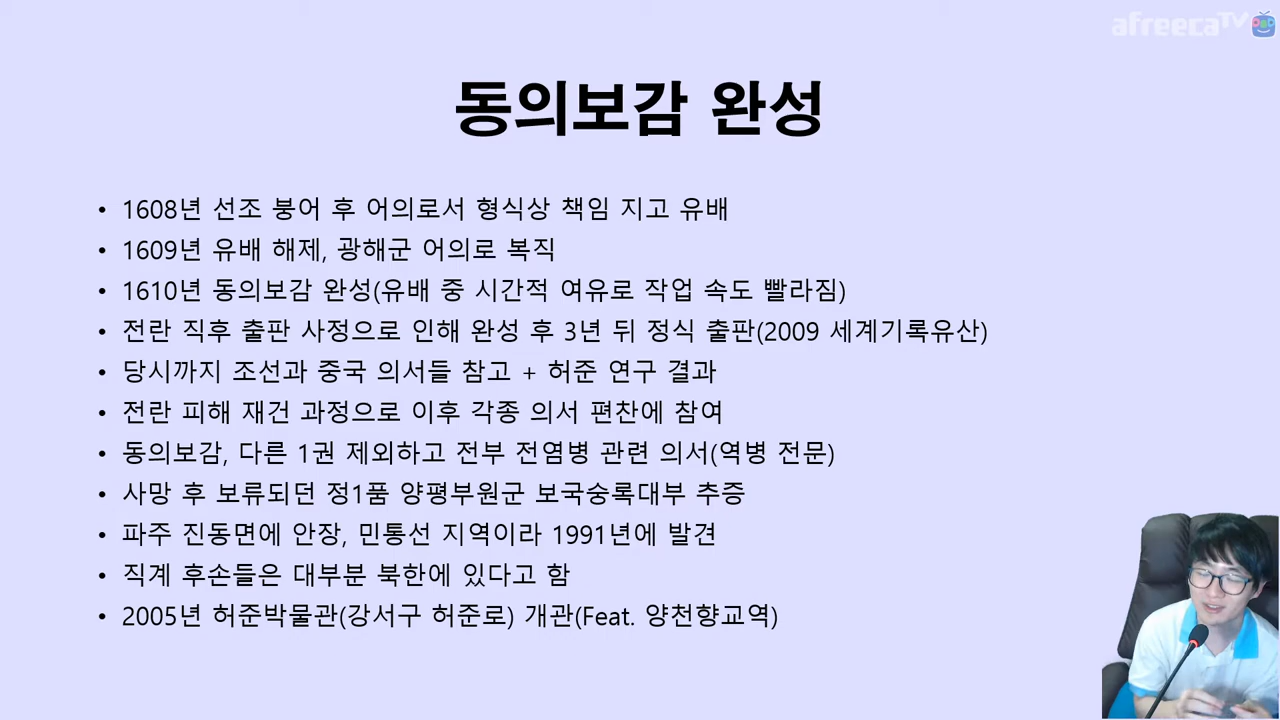 afreecaTV
동의보감 완성
• 1608년 선조 붕어 후 어의로서 형식상 책임 지고 유배
• 1609년 유배 해제, 광해군 어의로 복직
• 1610년 동의보감 완성(유배 중 시간적 여유로 작업 속도 빨라짐)
• 전란 직후 출판 사정으로 인해 완성 후 3년 뒤 정식 출판(2009 세계기록유산)
• 당시까지 조선과 중국 의서들 참고 + 허준 연구 결과
• 전란 피해 재건 과정으로 이후 각종 의서 편찬에 참여
• 동의보감, 다른 1권 제외하고 전부 전염병 관련 의서(역병 전문)
• 사망 후 보류되던 정1품 양평부원군 보국숭록대부 추증
• 파주 진동면에 안장, 민통선 지역이라 1991년에 발견
• 직계 후손들은 대부분 북한에 있다고 함
• 2005년 허준박물관(강서구 허준로) 개관(Feat. 양천향교역)